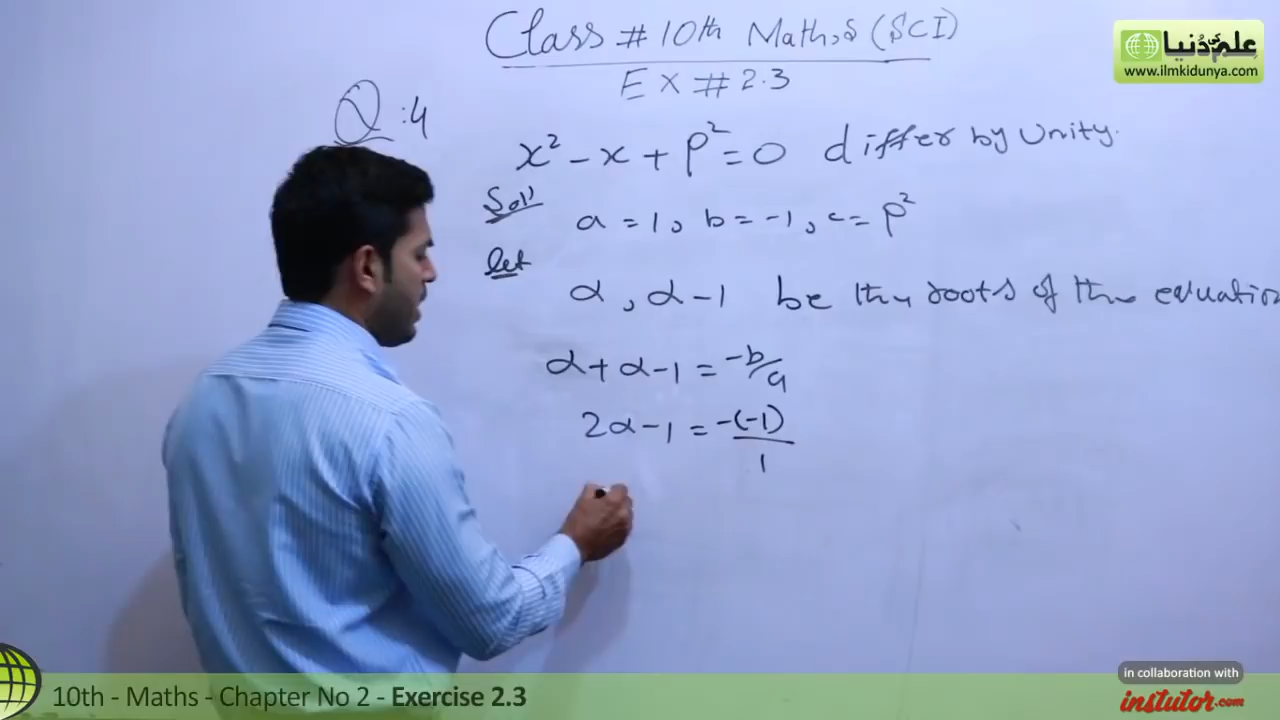 Class # 10th Maths (SCI)
EX # 2.3
Q:4
x² - x + p² = 0 differ by Unity.
Sol'
a = 1, b = -1, c = p²
let
α, α-1 be the roots of the equation
α + α - 1 = -b/a
2α - 1 = -(-1)/1
علم کی دنیا
www.ilmkidunya.com
10th - Maths - Chapter No 2 - Exercise 2.3
in collaboration with
instutor.com